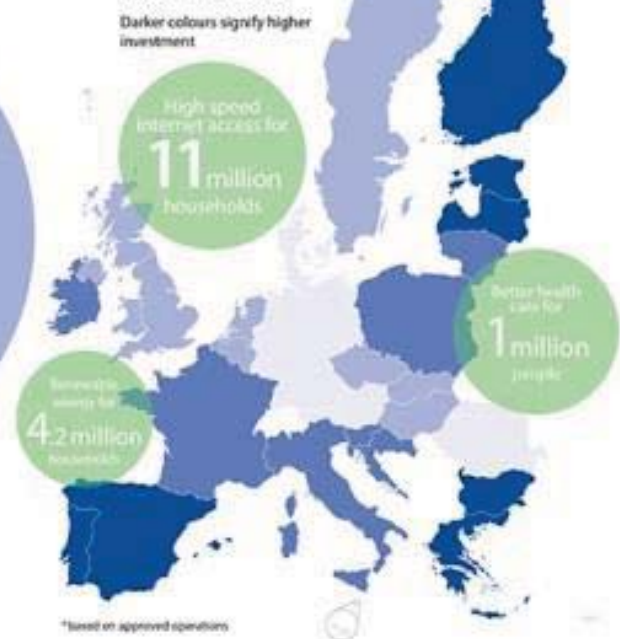 Darker colours signify higher
investment
High speed
internet access for
11 million
households
Better health
care for
1 million
people
Renewable
energy for
4.2 million
households
*based on approved operations